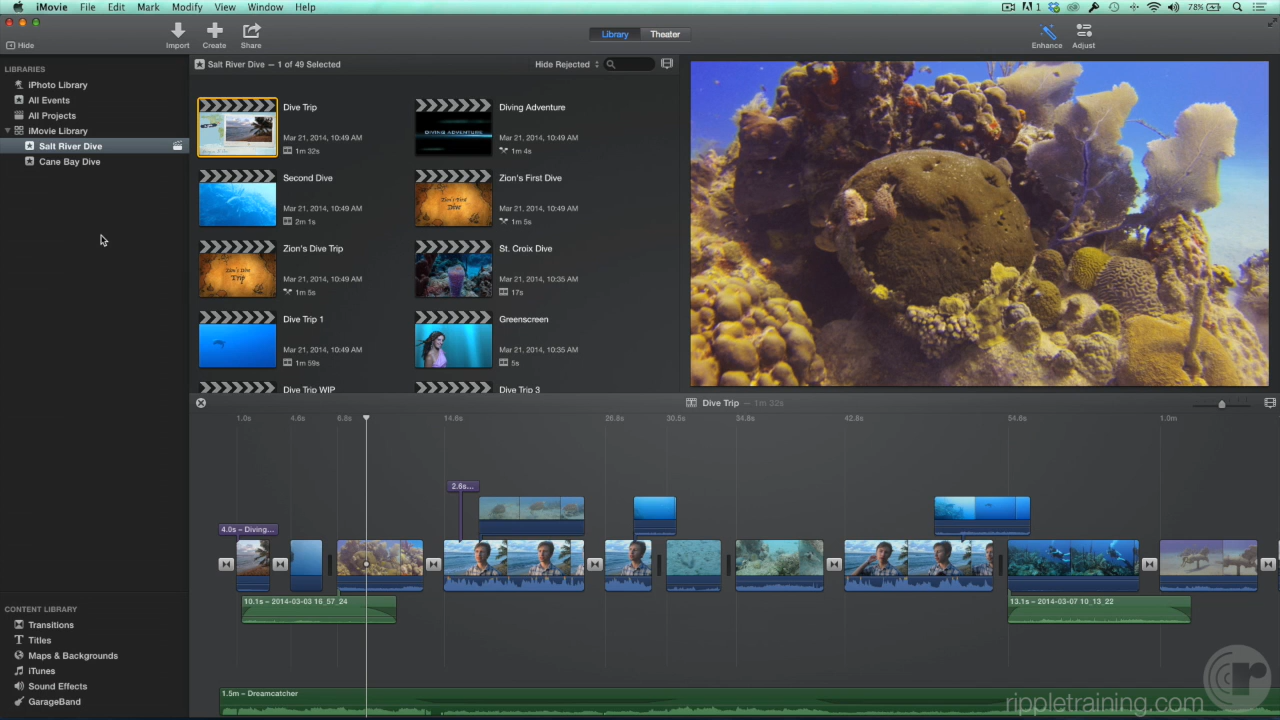 iMovie File Edit Mark Modify View Window Help 1 78%
Hide Import Create Share Library Theater Enhance Adjust
LIBRARIES
iPhoto Library
All Events
All Projects
iMovie Library
Salt River Dive
Cane Bay Dive
CONTENT LIBRARY
Transitions
T Titles
Maps & Backgrounds
iTunes
Sound Effects
GarageBand
Salt River Dive — 1 of 49 Selected Hide Rejected
Dive Trip
Mar 21, 2014, 10:49 AM
1m 32s
DIVING ADVENTURE
Diving Adventure
Mar 21, 2014, 10:49 AM
1m 4s
Second Dive
Mar 21, 2014, 10:49 AM
2m 1s
Zion's First
Dive
Zion's First Dive
Mar 21, 2014, 10:49 AM
1m 5s
Zion's Dive
Trip
Zion's Dive Trip
Mar 21, 2014, 10:49 AM
1m 5s
St. Croix Dive
Mar 21, 2014, 10:35 AM
17s
Dive Trip 1
Mar 21, 2014, 10:49 AM
1m 59s
Greenscreen
Mar 21, 2014, 10:35 AM
5s
Dive Trip WIP
Dive Trip 3
Dive Trip — 1m 32s
1.0s 4.6s 6.8s 14.6s 26.8s 30.5s 34.8s 42.8s 54.6s 1.0m
2.6s...
4.0s – Diving...
10.1s – 2014-03-03 16_57_24
13.1s – 2014-03-07 10_13_22
1.5m – Dreamcatcher
rippletraining.com